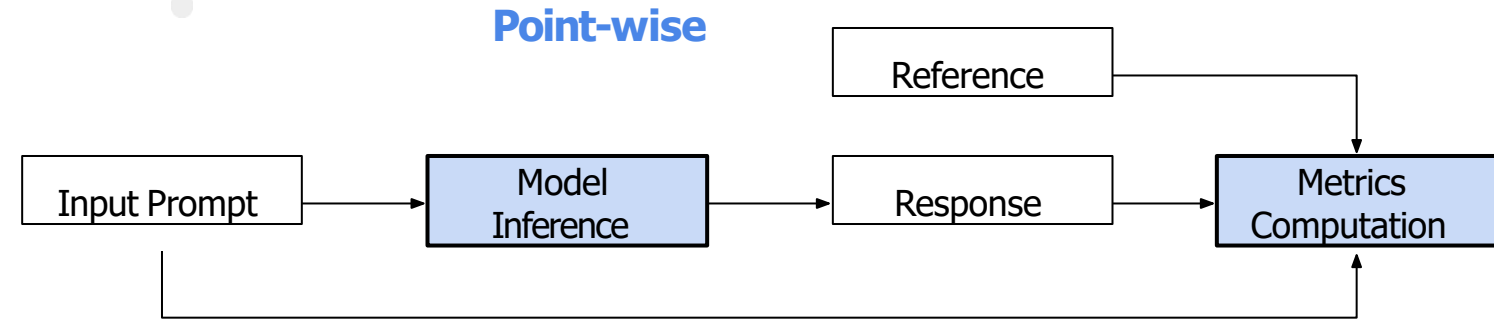 Point-wise
Reference
Input Prompt
Model
Inference
Response
Metrics
Computation